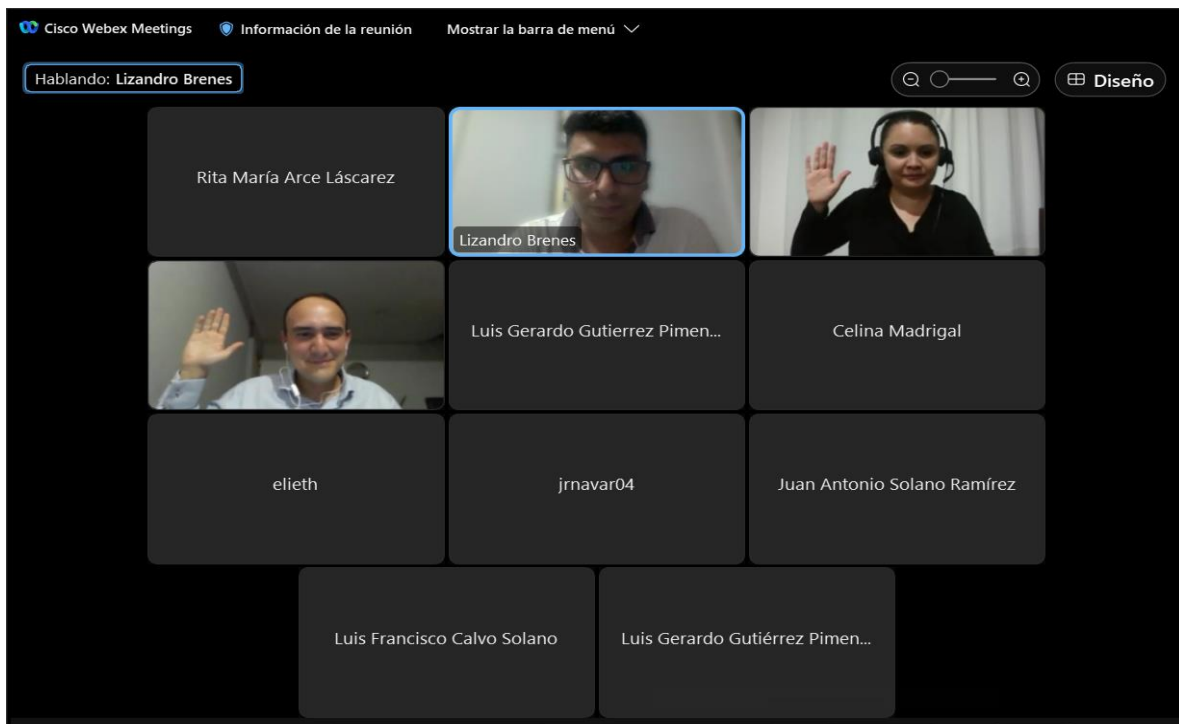 Cisco Webex Meetings Información de la reunión Mostrar la barra de menú
Hablando: Lizandro Brenes
Diseño
Rita María Arce Láscarez
Lizandro Brenes
Luis Gerardo Gutierrez Pimen...
Celina Madrigal
elieth
jrnavar04
Juan Antonio Solano Ramírez
Luis Francisco Calvo Solano
Luis Gerardo Gutiérrez Pimen...